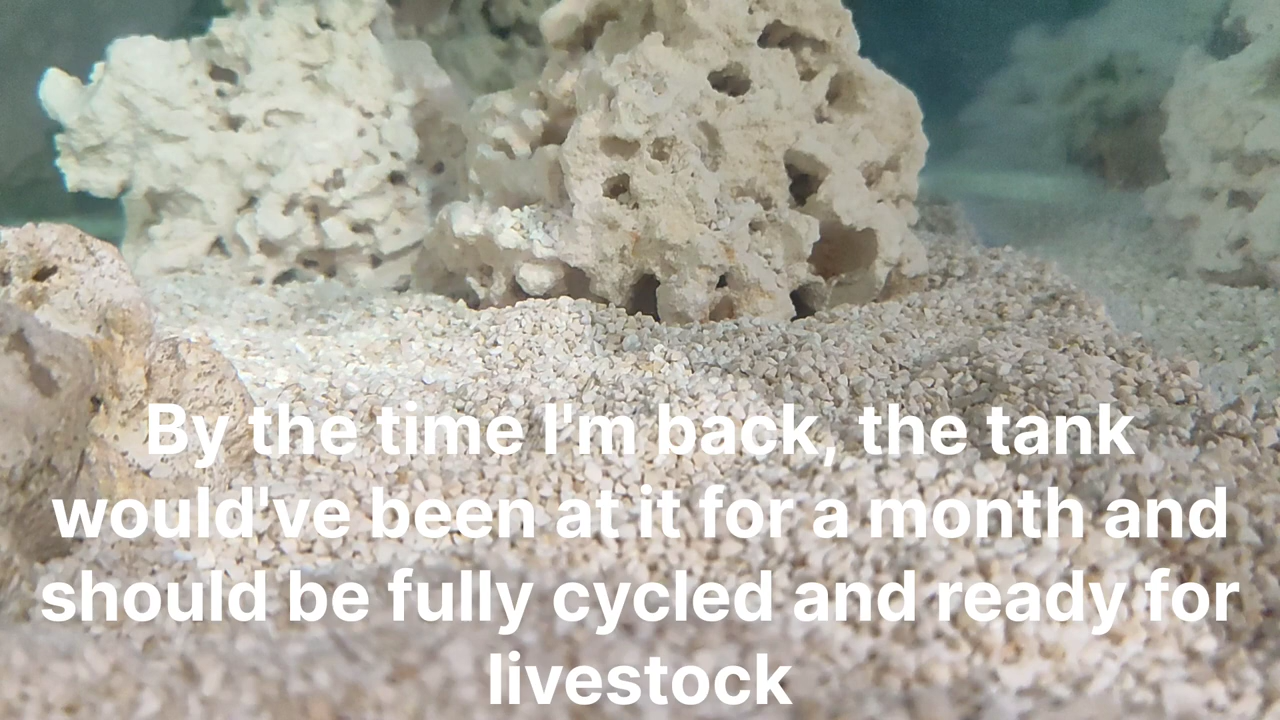 By the time I'm back, the tank
would've been at it for a month and
should be fully cycled and ready for
livestock